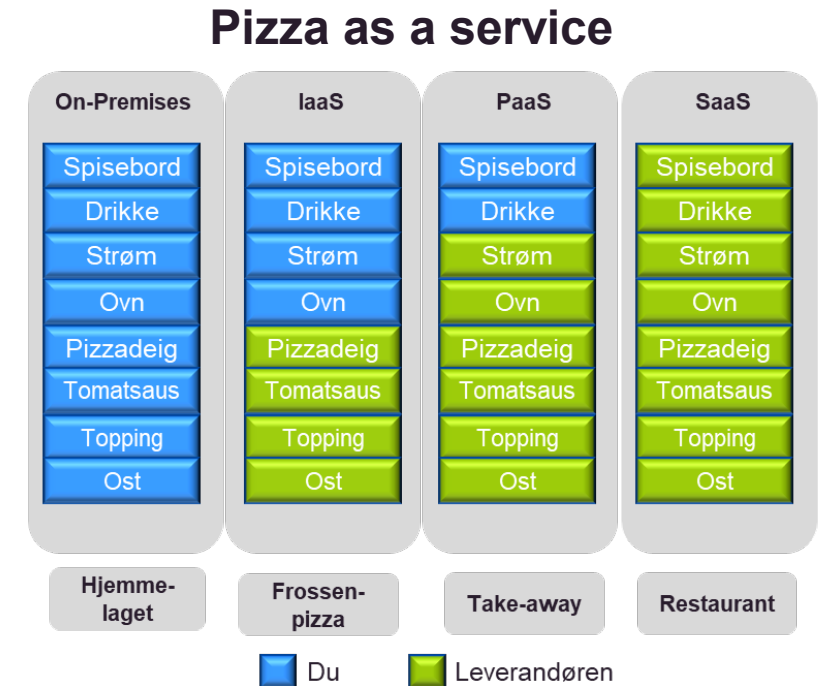 Pizza as a service
On-Premises
Spisebord
Drikke
Strøm
Ovn
Pizzadeig
Tomatsaus
Topping
Ost
Hjemme-
laget
IaaS
Spisebord
Drikke
Strøm
Ovn
Pizzadeig
Tomatsaus
Topping
Ost
Frossen-
pizza
PaaS
Spisebord
Drikke
Strøm
Ovn
Pizzadeig
Tomatsaus
Topping
Ost
Take-away
SaaS
Spisebord
Drikke
Strøm
Ovn
Pizzadeig
Tomatsaus
Topping
Ost
Restaurant
Du
Leverandøren